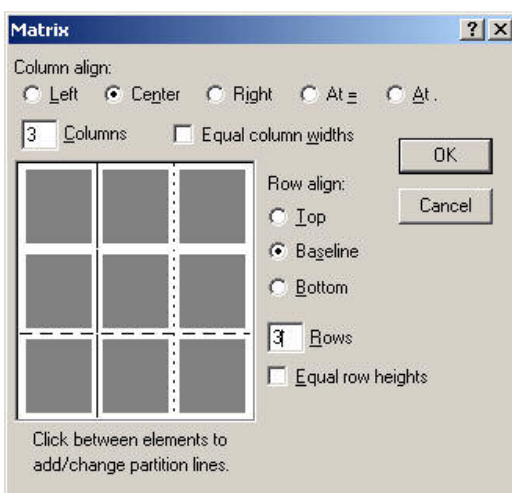 Matrix
Column align:
Left Center Right At = At .
3 Columns Equal column widths
OK
Cancel
Row align:
Top
Baseline
Bottom
3 Rows
Equal row heights
Click between elements to
add/change partition lines.